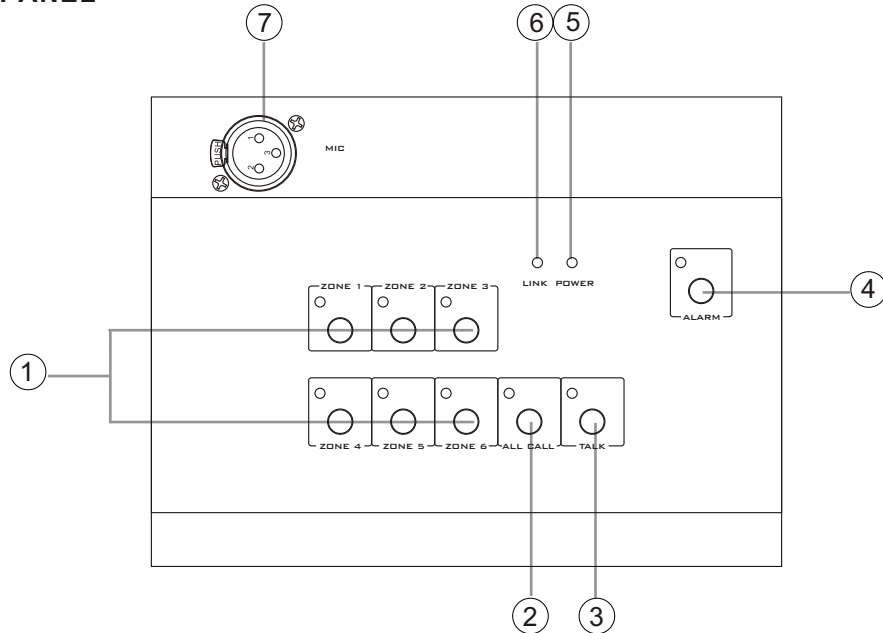 PANEL
7 6 5
PUSH 1 2 3 MIC
LINK POWER
ALARM 4
ZONE 1 ZONE 2 ZONE 3
1
ZONE 4 ZONE 5 ZONE 6 ALL CALL TALK
2 3